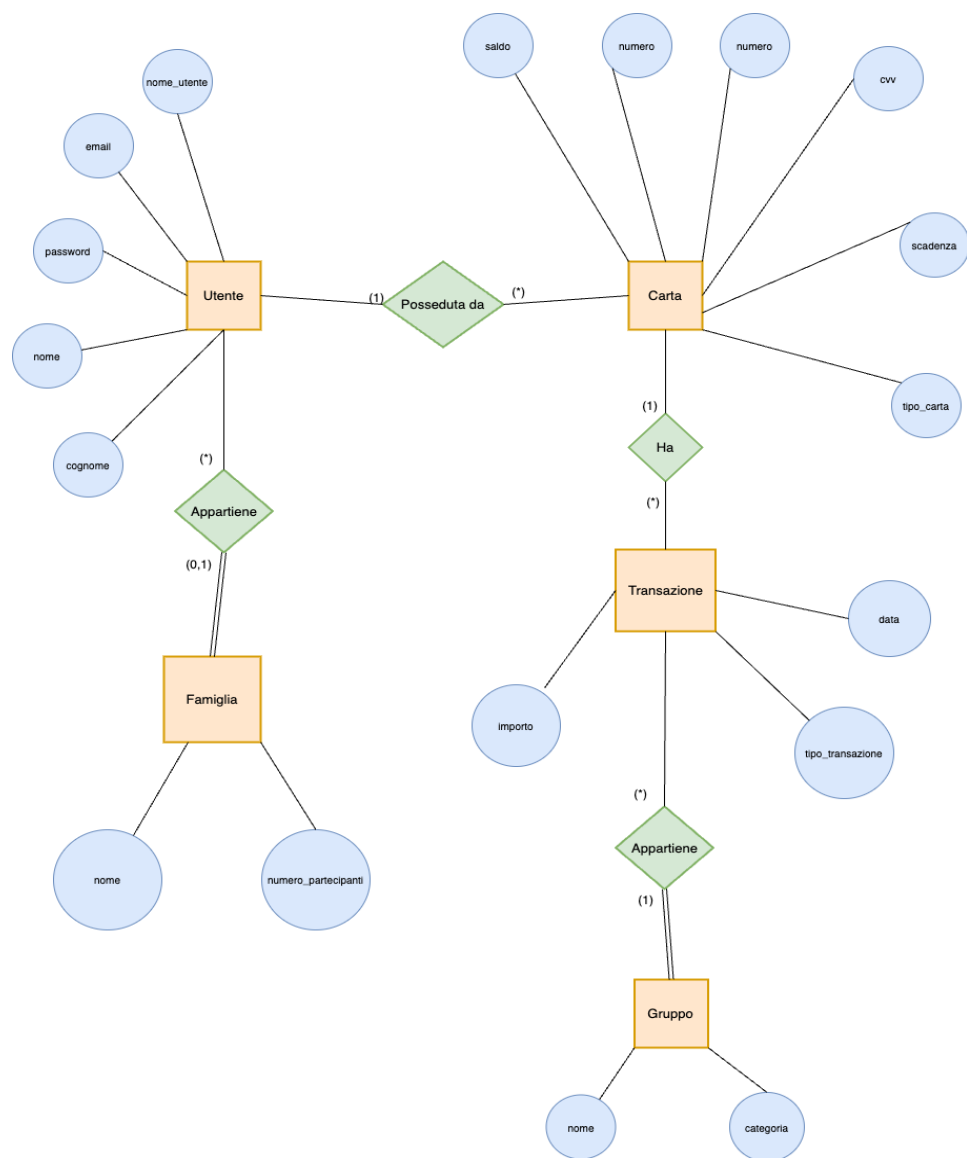 saldo
numero
numero
cvv
nome_utente
email
password
nome
cognome
scadenza
tipo_carta
Utente
(1)
Posseduta da
(*)
Carta
(1)
Ha
(*)
(*)
Appartiene
(0,1)
Famiglia
nome
numero_partecipanti
Transazione
data
importo
tipo_transazione
(*)
Appartiene
(1)
Gruppo
nome
categoria